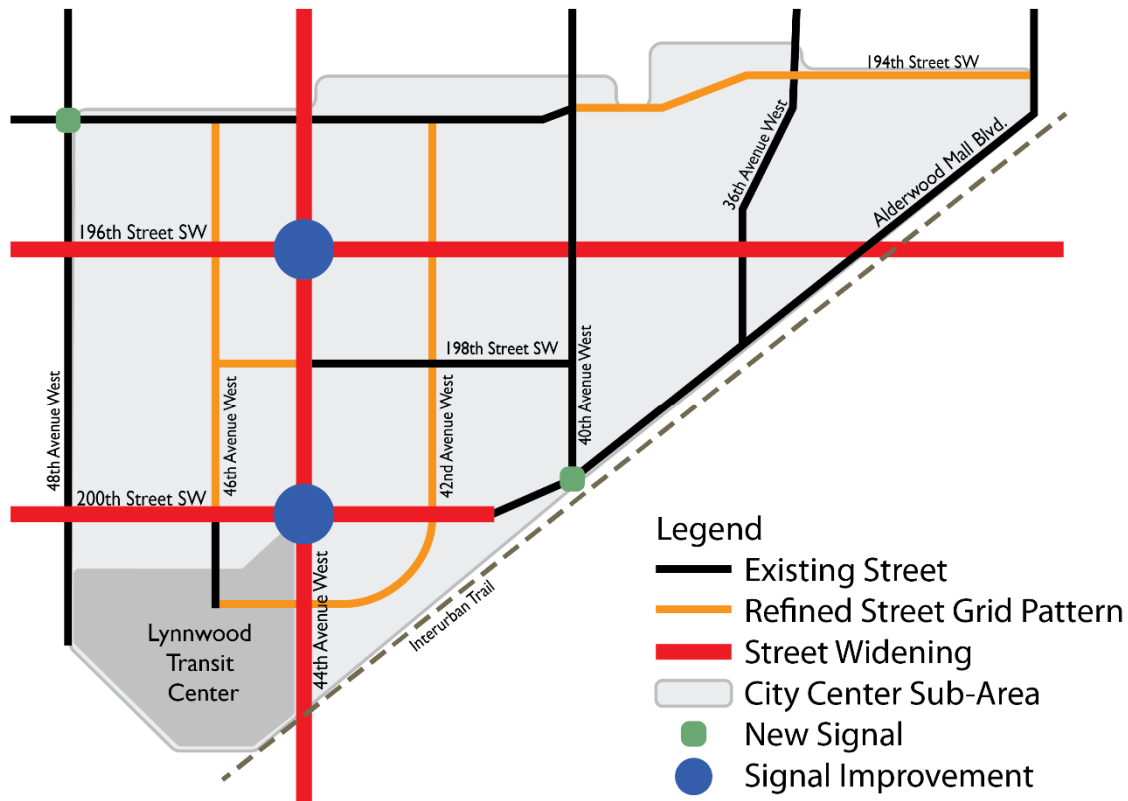 194th Street SW
36th Avenue West
Alderwood Mall Blvd.
196th Street SW
198th Street SW
48th Avenue West
46th Avenue West
42nd Avenue West
40th Avenue West
200th Street SW
44th Avenue West
Interurban Trail
Lynnwood
Transit
Center
Legend
Existing Street
Refined Street Grid Pattern
Street Widening
City Center Sub-Area
New Signal
Signal Improvement